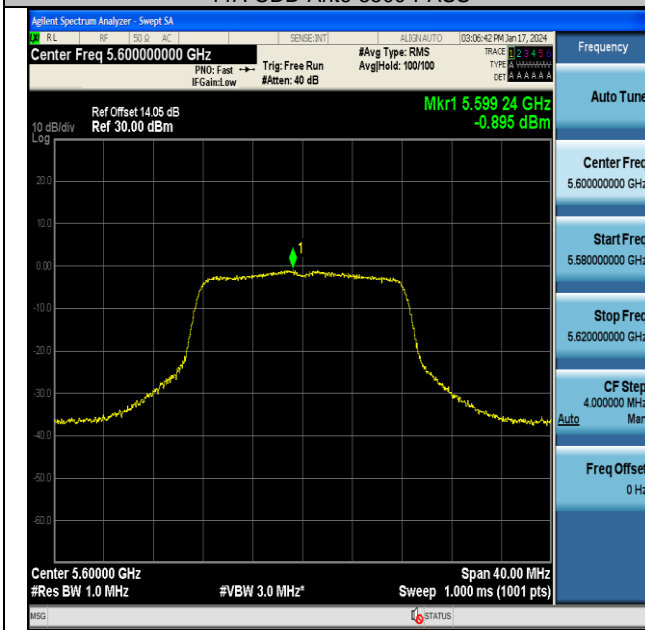 Agilent Spectrum Analyzer - Swept SA
RL RF 50 Ω AC SENSE:INT ALIGN AUTO 03:06:42 PM Jan 17, 2024
Center Freq 5.600000000 GHz #Avg Type: RMS TRACE 1 2 3 4 5 6 Frequency
PNO: Fast Trig: Free Run Avg|Hold: 100/100 TYPE A
IFGain:Low #Atten: 40 dB DET A A A A A A
Auto Tune
Mkr1 5.599 24 GHz
Ref Offset 14.05 dB
10 dB/div Ref 30.00 dBm -0.895 dBm
Log
20.0
Center Freq
5.600000000 GHz
10.0
1
Start Freq
5.580000000 GHz
0.00
-10.0
Stop Freq
5.620000000 GHz
-20.0
-30.0
CF Step
4.000000 MHz
Auto Man
-40.0
Freq Offset
0 Hz
-50.0
-60.0
Center 5.60000 GHz Span 40.00 MHz
#Res BW 1.0 MHz #VBW 3.0 MHz* Sweep 1.000 ms (1001 pts)
MSG STATUS